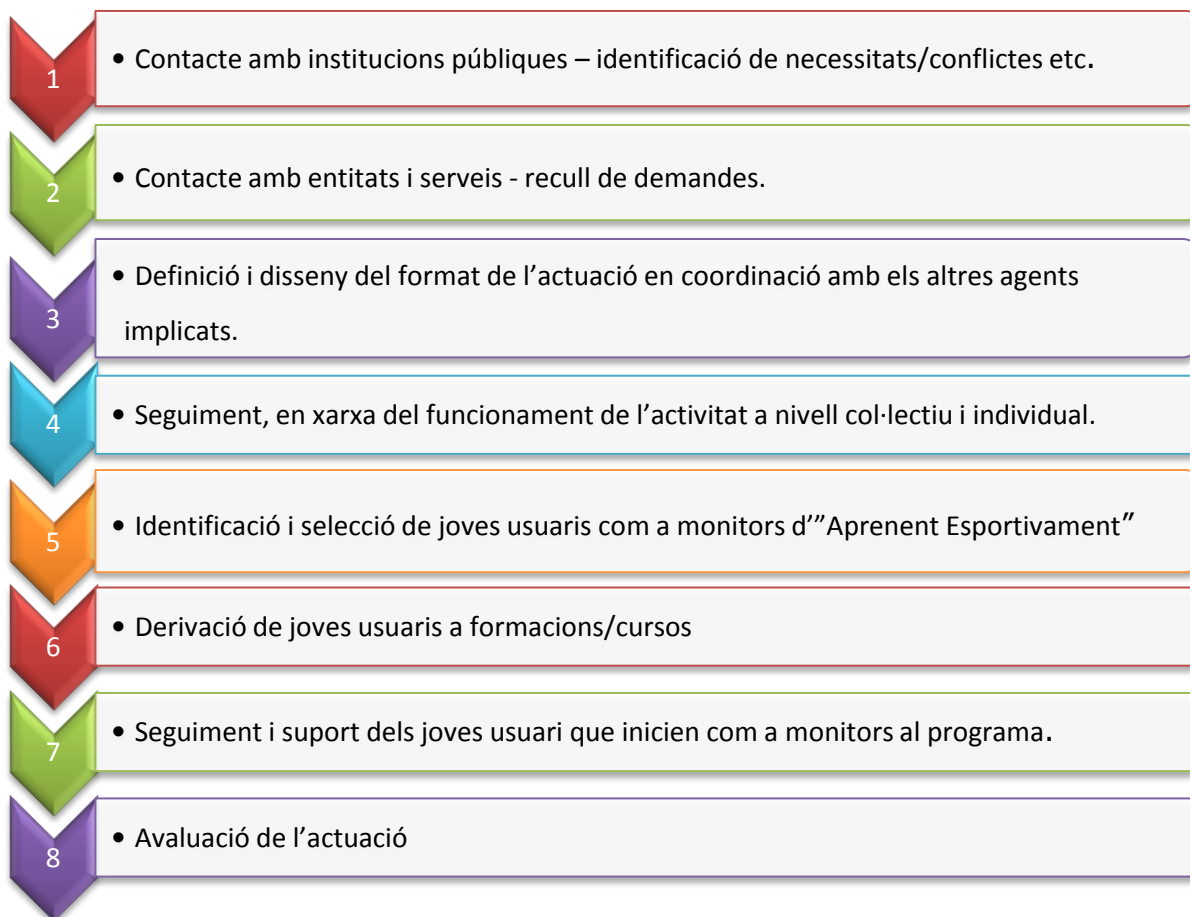 1
• Contacte amb institucions públiques – identificació de necessitats/conflictes etc.
2
• Contacte amb entitats i serveis - recull de demandes.
3
• Definició i disseny del format de l’actuació en coordinació amb els altres agents
implicats.
4
• Seguiment, en xarxa del funcionament de l’activitat a nivell col·lectiu i individual.
5
• Identificació i selecció de joves usuaris com a monitors d’”Aprenent Esportivament”
6
• Derivació de joves usuaris a formacions/cursos
7
• Seguiment i suport dels joves usuari que inicien com a monitors al programa.
8
• Avaluació de l’actuació